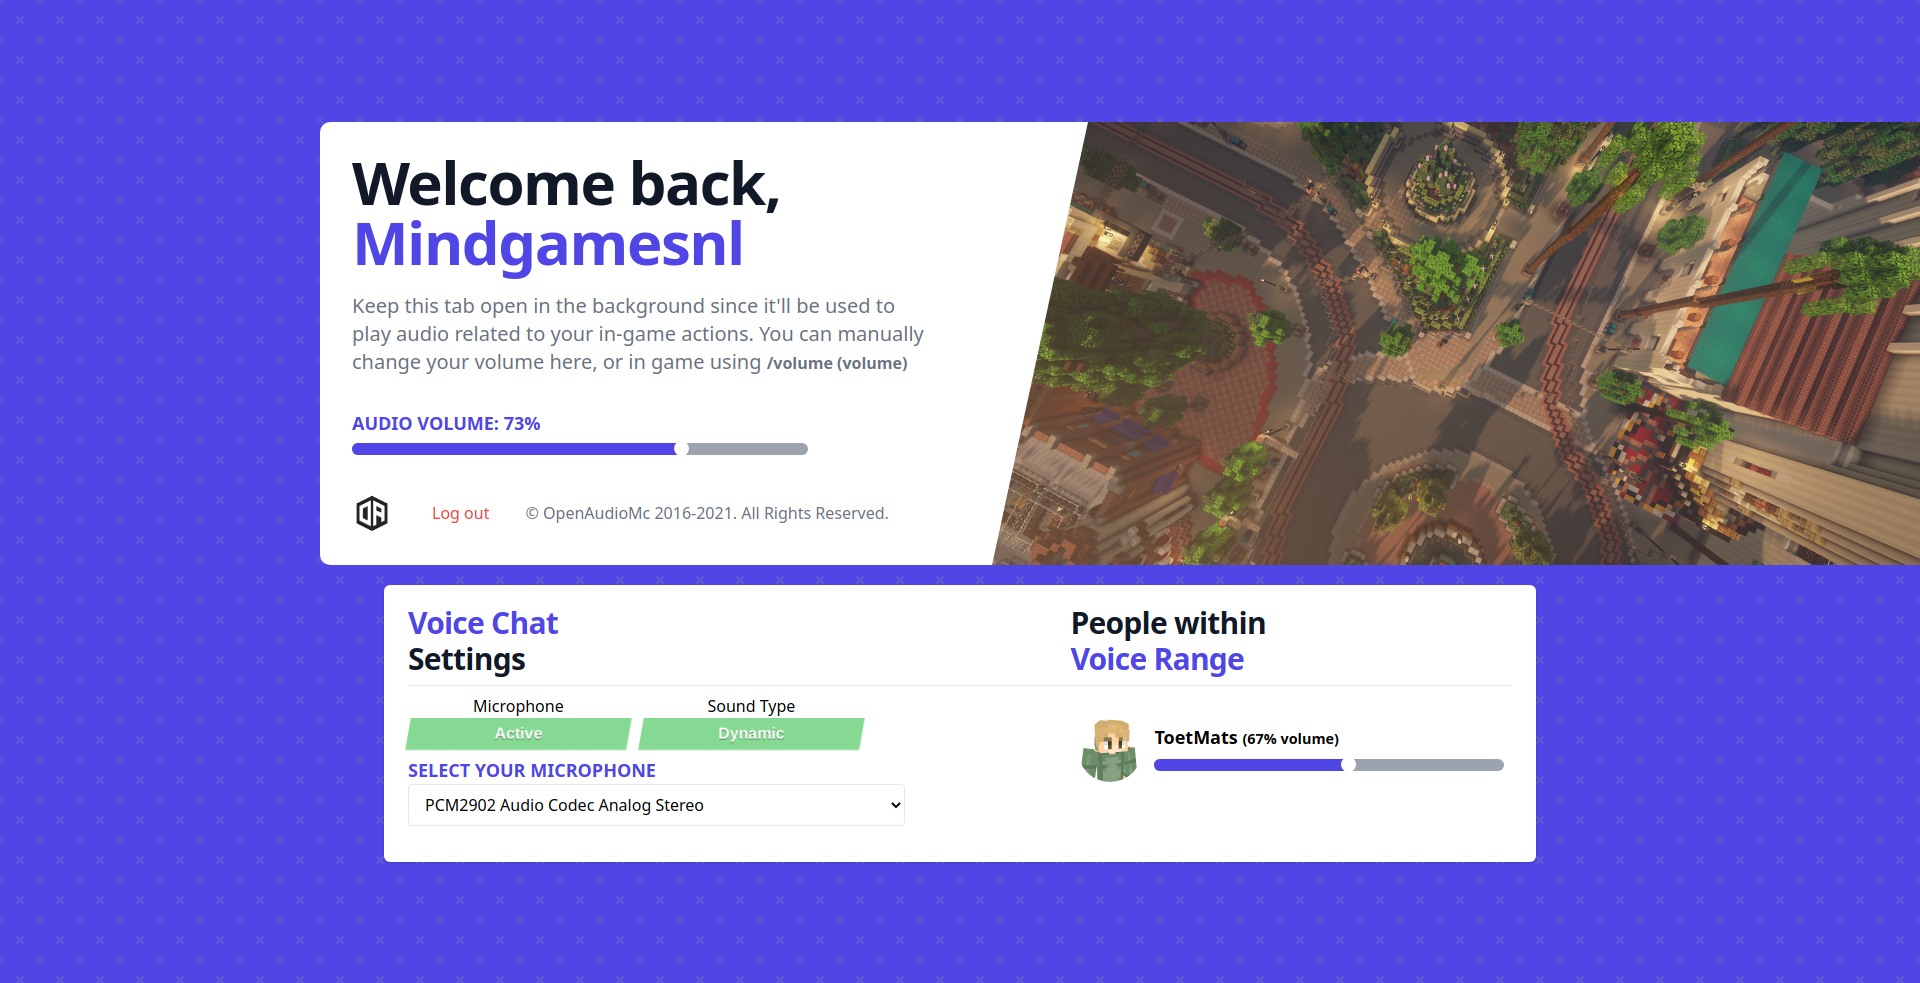 Welcome back,
Mindgamesnl
Keep this tab open in the background since it'll be used to
play audio related to your in-game actions. You can manually
change your volume here, or in game using /volume (volume)
AUDIO VOLUME: 73%
Log out © OpenAudioMc 2016-2021. All Rights Reserved.
Voice Chat
Settings
Microphone Sound Type
Active Dynamic
SELECT YOUR MICROPHONE
PCM2902 Audio Codec Analog Stereo
People within
Voice Range
ToetMats (67% volume)